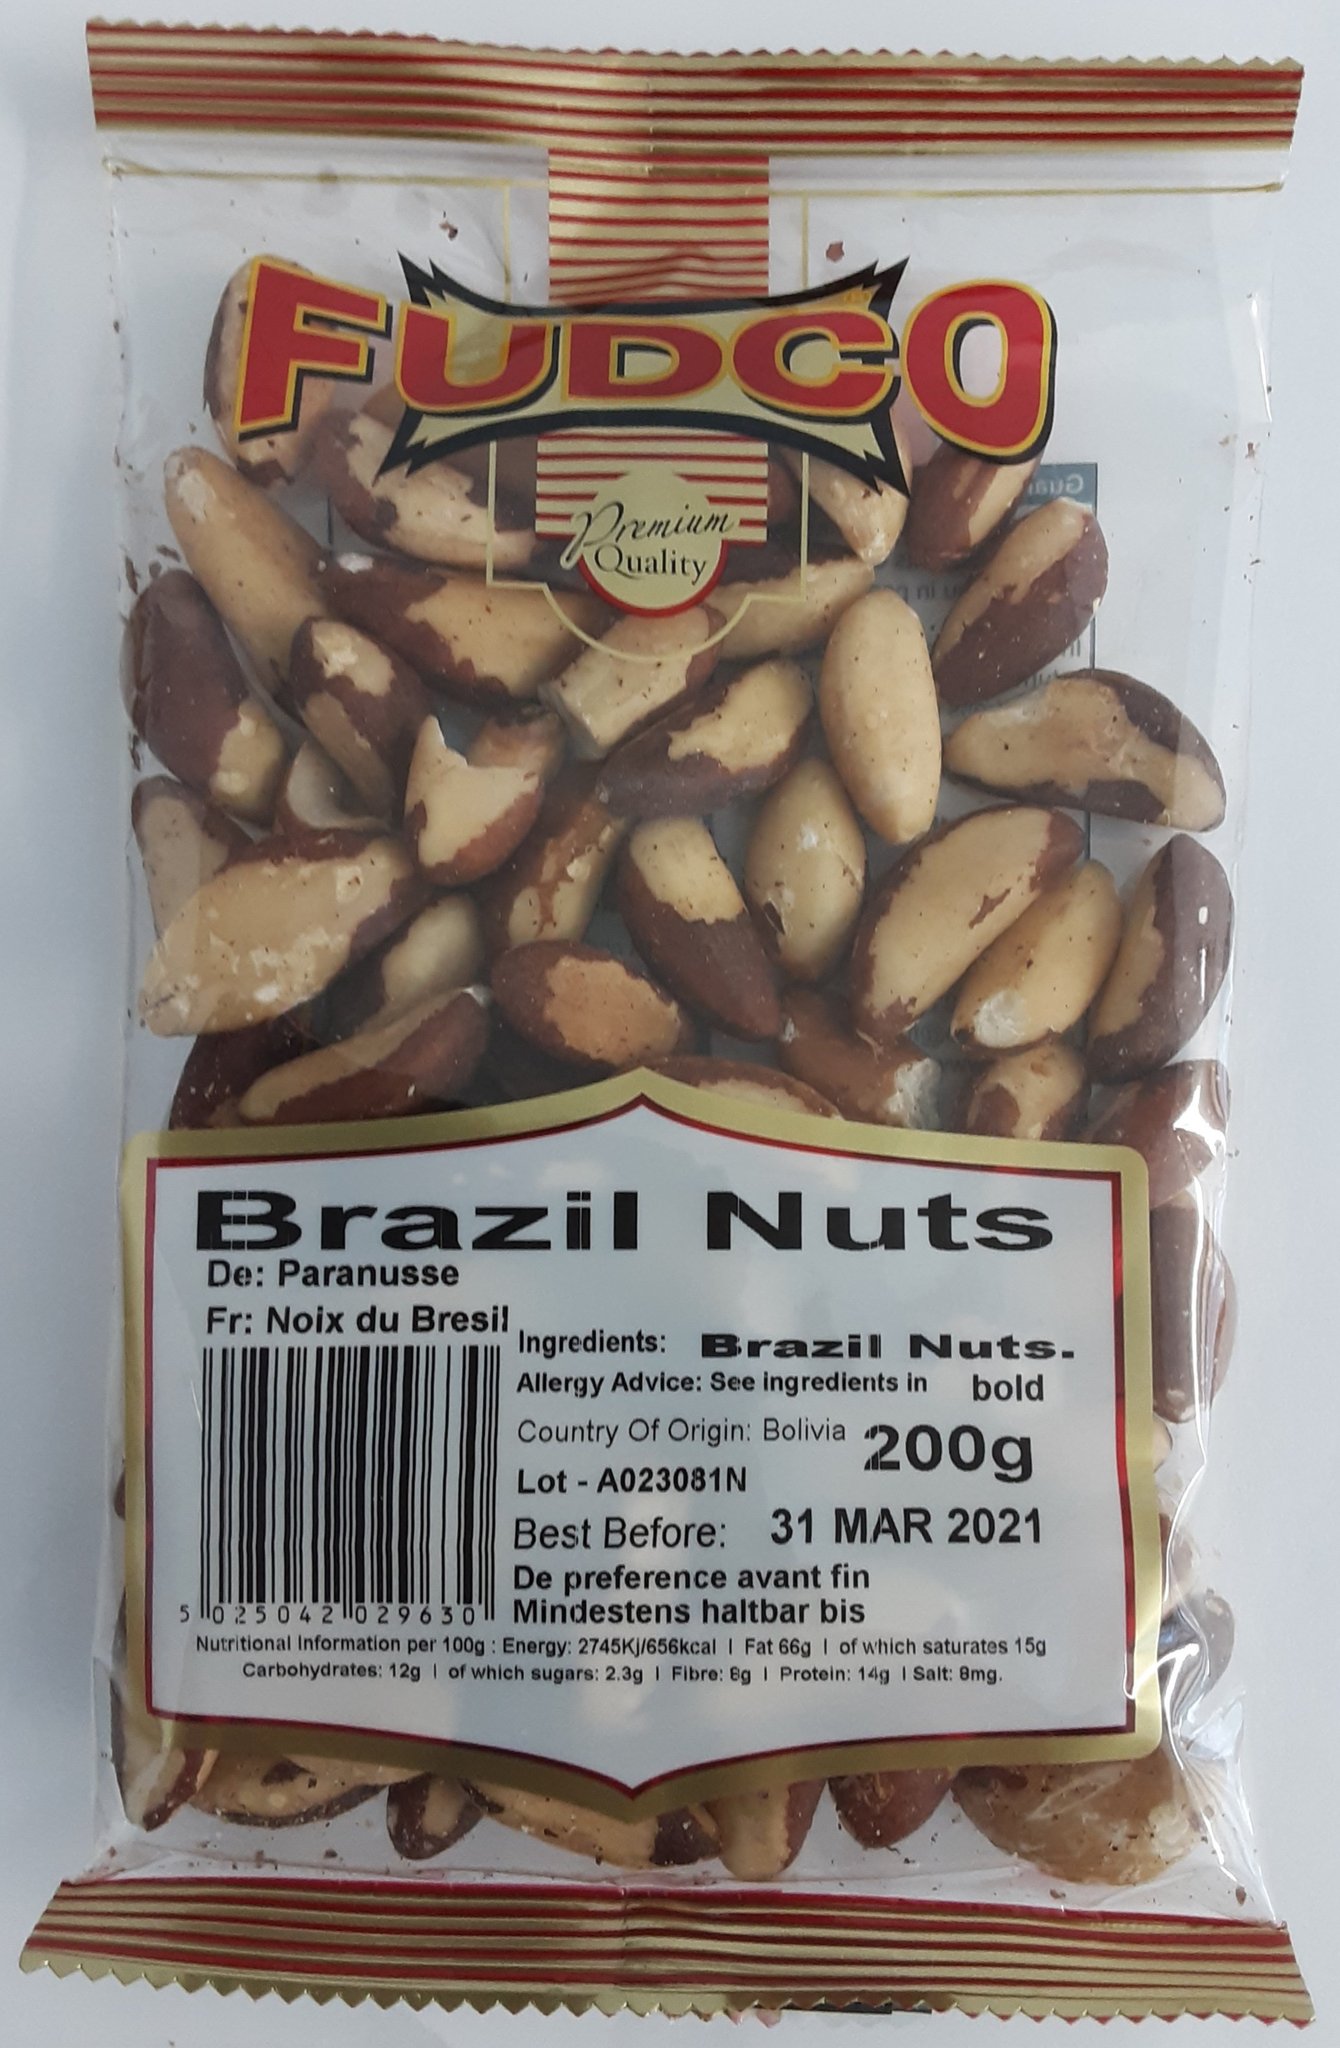 FUDCO
Premium
Quality
Brazil Nuts
De: Paranusse
Fr: Noix du Bresil
Ingredients: Brazil Nuts.
Allergy Advice: See ingredients in bold
Country Of Origin: Bolivia 200g
Lot - A023081N
Best Before: 31 MAR 2021
De preference avant fin
Mindestens haltbar bis
5 025042 029630
Nutritional Information per 100g : Energy: 2745Kj/656kcal | Fat 66g | of which saturates 15g
Carbohydrates: 12g | of which sugars: 2.3g | Fibre: 8g | Protein: 14g | Salt: 8mg.